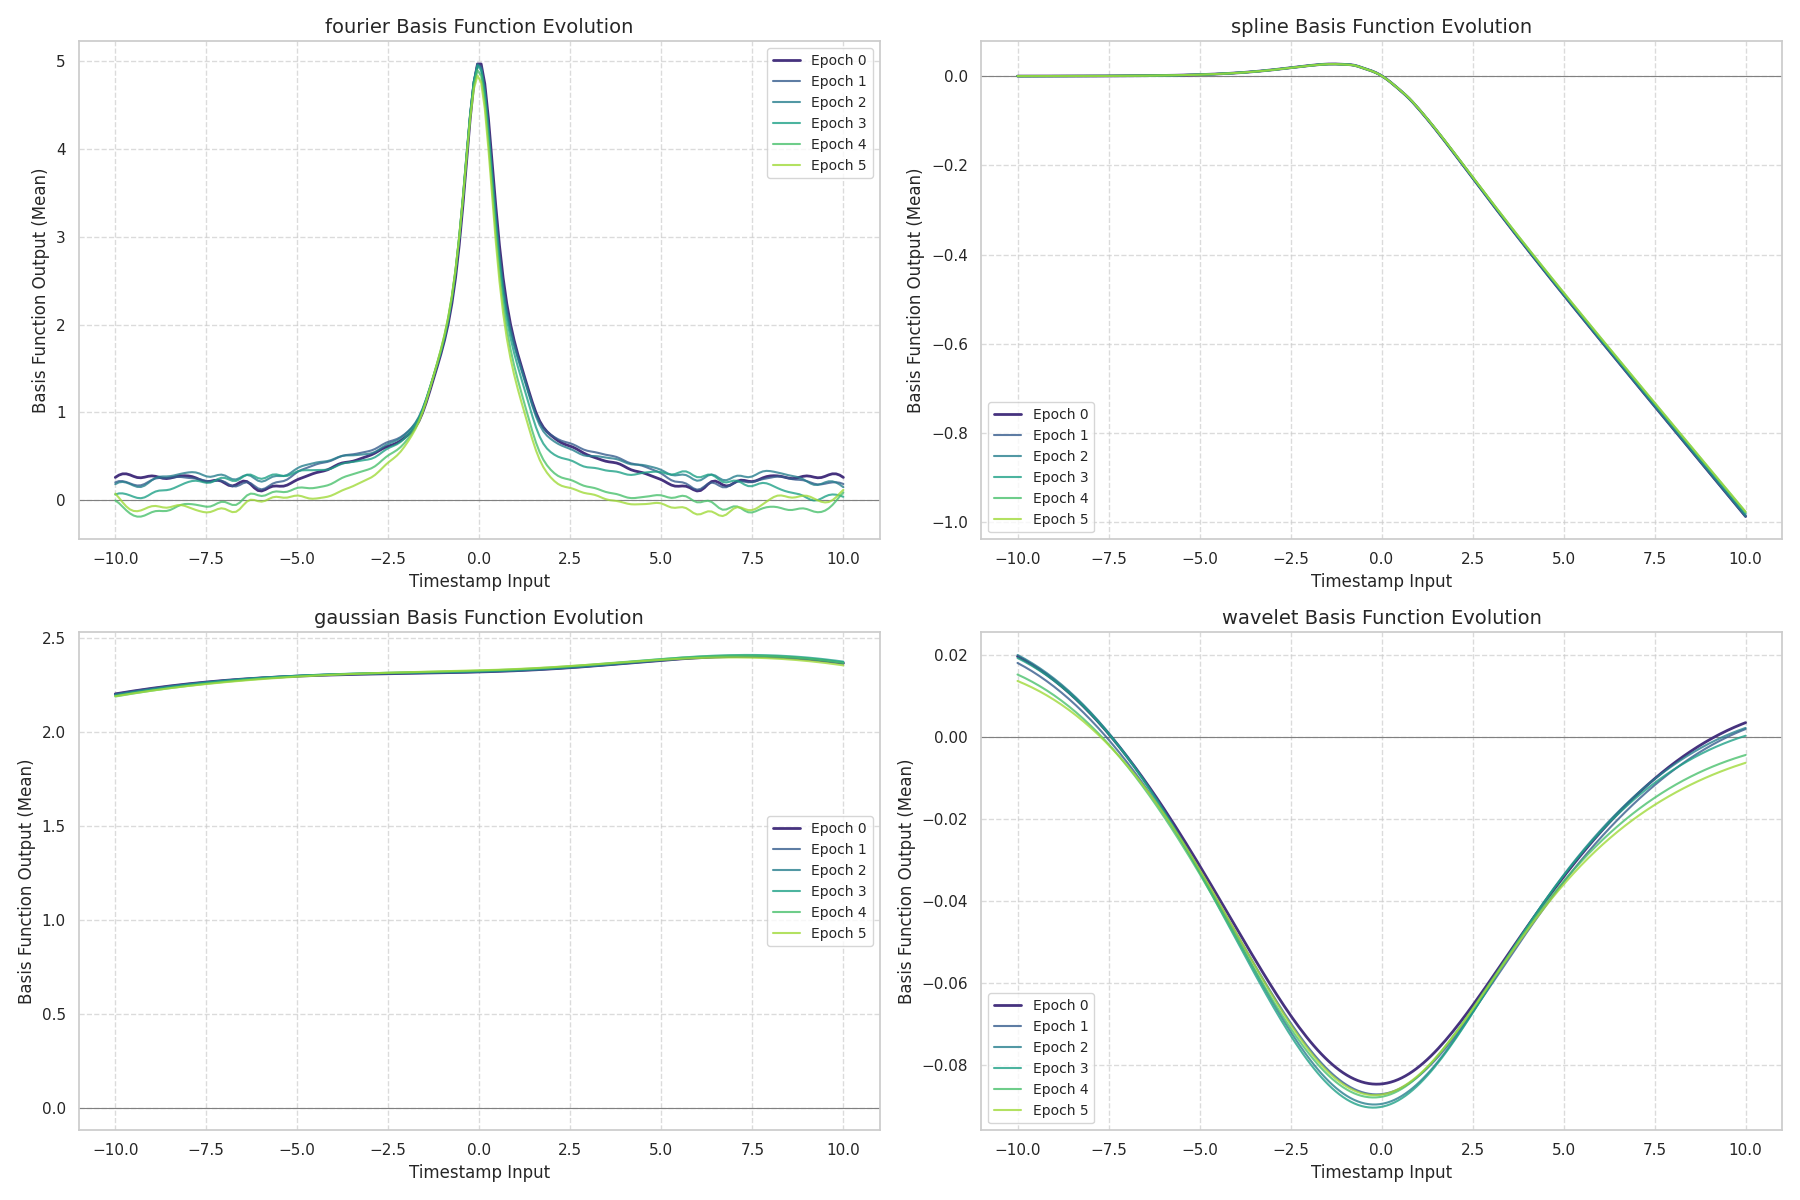 fourier Basis Function Evolution
Basis Function Output (Mean)
5
4
3
2
1
0
Epoch 0
Epoch 1
Epoch 2
Epoch 3
Epoch 4
Epoch 5
−10.0 −7.5 −5.0 −2.5 0.0 2.5 5.0 7.5 10.0
Timestamp Input
spline Basis Function Evolution
Basis Function Output (Mean)
0.0
−0.2
−0.4
−0.6
−0.8
−1.0
Epoch 0
Epoch 1
Epoch 2
Epoch 3
Epoch 4
Epoch 5
−10.0 −7.5 −5.0 −2.5 0.0 2.5 5.0 7.5 10.0
Timestamp Input
gaussian Basis Function Evolution
Basis Function Output (Mean)
2.5
2.0
1.5
1.0
0.5
0.0
Epoch 0
Epoch 1
Epoch 2
Epoch 3
Epoch 4
Epoch 5
−10.0 −7.5 −5.0 −2.5 0.0 2.5 5.0 7.5 10.0
Timestamp Input
wavelet Basis Function Evolution
Basis Function Output (Mean)
0.02
0.00
−0.02
−0.04
−0.06
−0.08
Epoch 0
Epoch 1
Epoch 2
Epoch 3
Epoch 4
Epoch 5
−10.0 −7.5 −5.0 −2.5 0.0 2.5 5.0 7.5 10.0
Timestamp Input